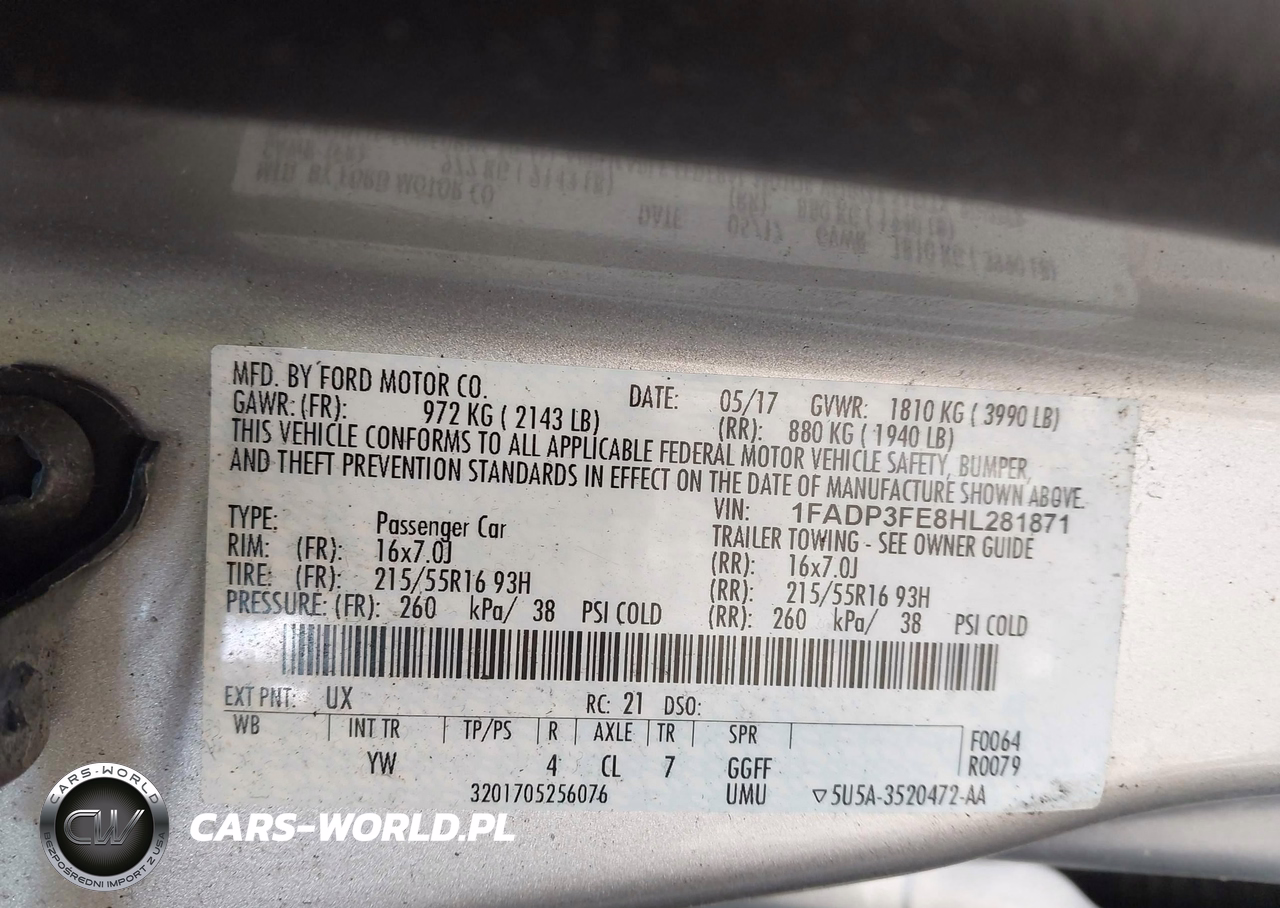 MFD. BY FORD MOTOR CO. DATE: 05/17 GVWR: 1810 KG ( 3990 LB)
GAWR: (FR): 972 KG ( 2143 LB) (RR): 880 KG ( 1940 LB)
THIS VEHICLE CONFORMS TO ALL APPLICABLE FEDERAL MOTOR VEHICLE SAFETY, BUMPER,
AND THEFT PREVENTION STANDARDS IN EFFECT ON THE DATE OF MANUFACTURE SHOWN ABOVE.
VIN: 1FADP3FE8HL281871
TYPE: Passenger Car TRAILER TOWING - SEE OWNER GUIDE
RIM: (FR): 16x7.0J (RR): 16x7.0J
TIRE: (FR): 215/55R16 93H (RR): 215/55R16 93H
PRESSURE: (FR): 260 kPa/ 38 PSI COLD (RR): 260 kPa/ 38 PSI COLD
EXT PNT: UX RC: 21 DSO:
WB INT TR TP/PS R AXLE TR SPR F0064
YW 4 CL 7 GGFF R0079
3201705256076 UMU ▽5U5A-3520472-AA
CARS-WORLD
CW
BEZPOŚREDNI IMPORT Z USA
CARS-WORLD.PL